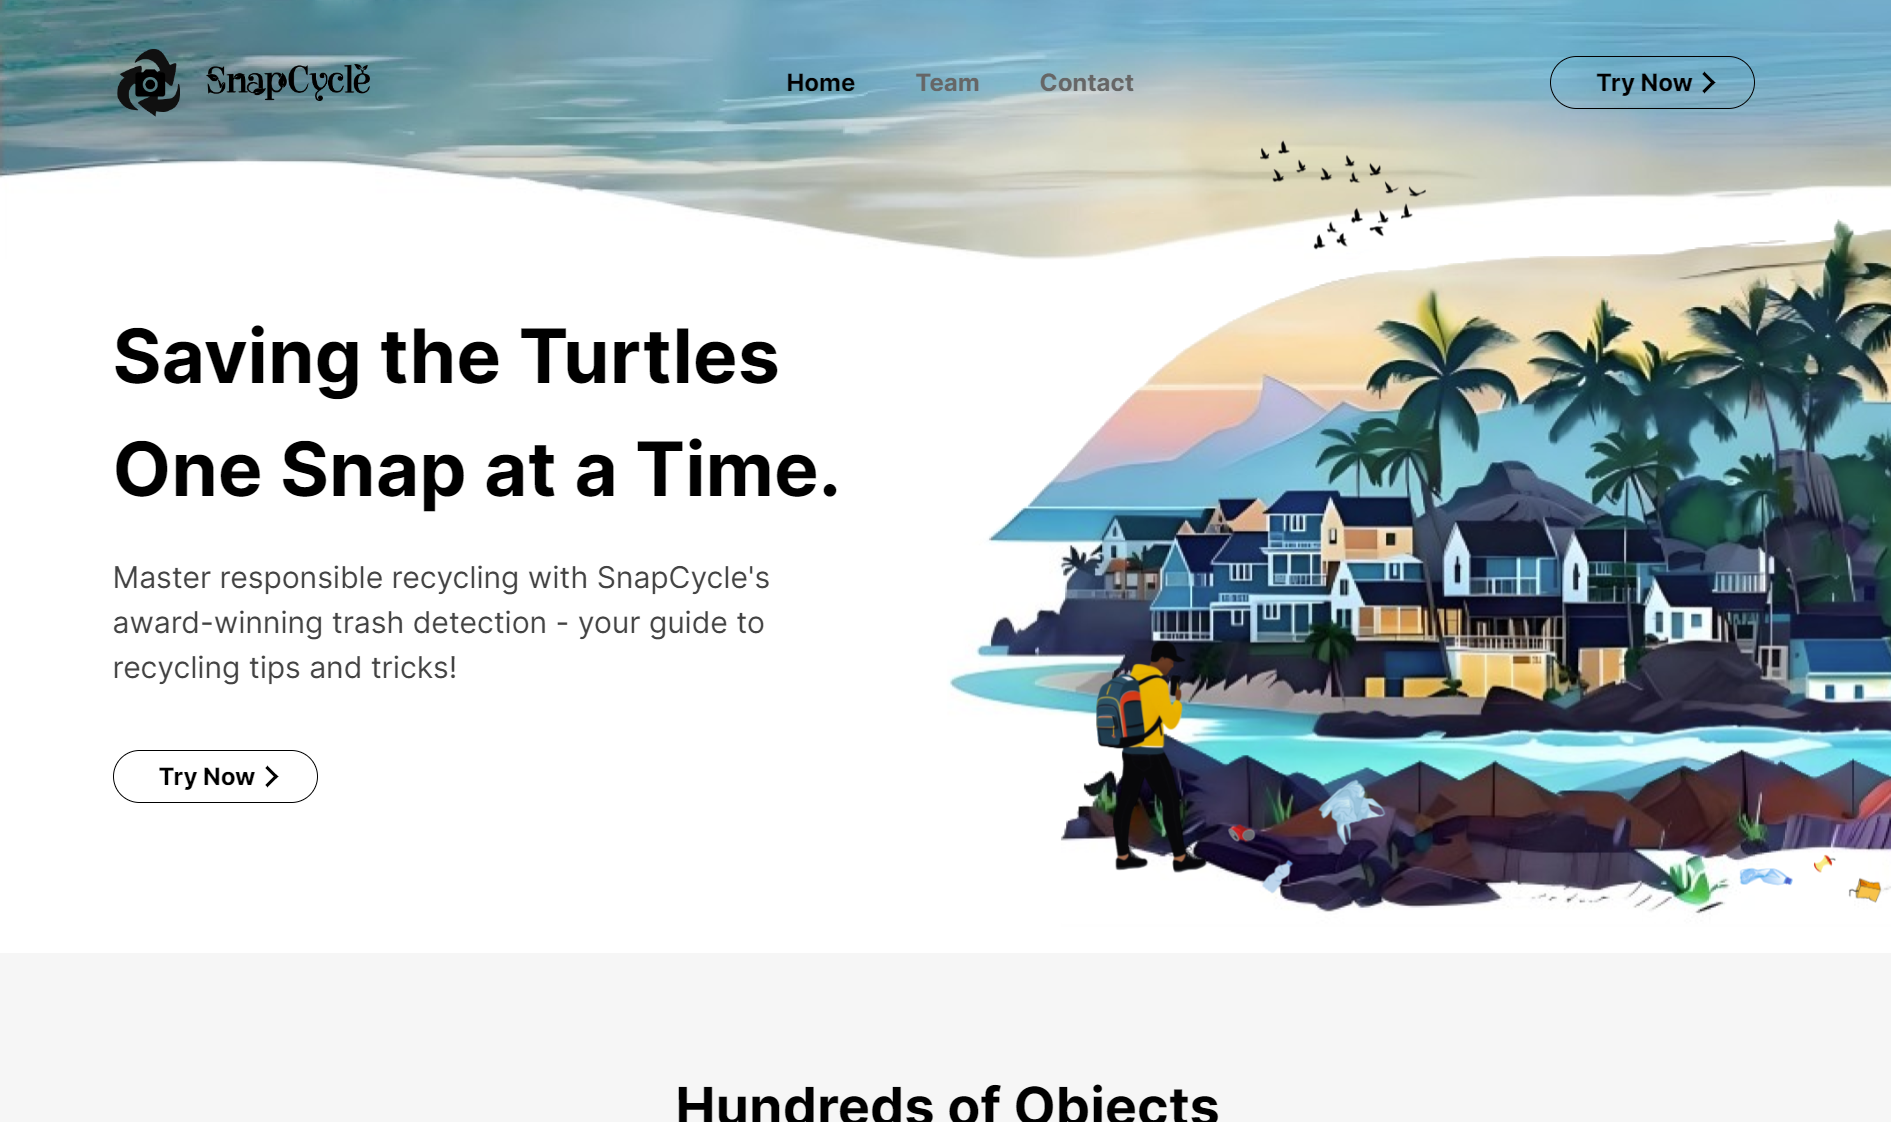 SnapCycle
Home
Team
Contact
Try Now
Saving the Turtles
One Snap at a Time.
Master responsible recycling with SnapCycle's
award-winning trash detection - your guide to
recycling tips and tricks!
Try Now
Hundreds of Objects